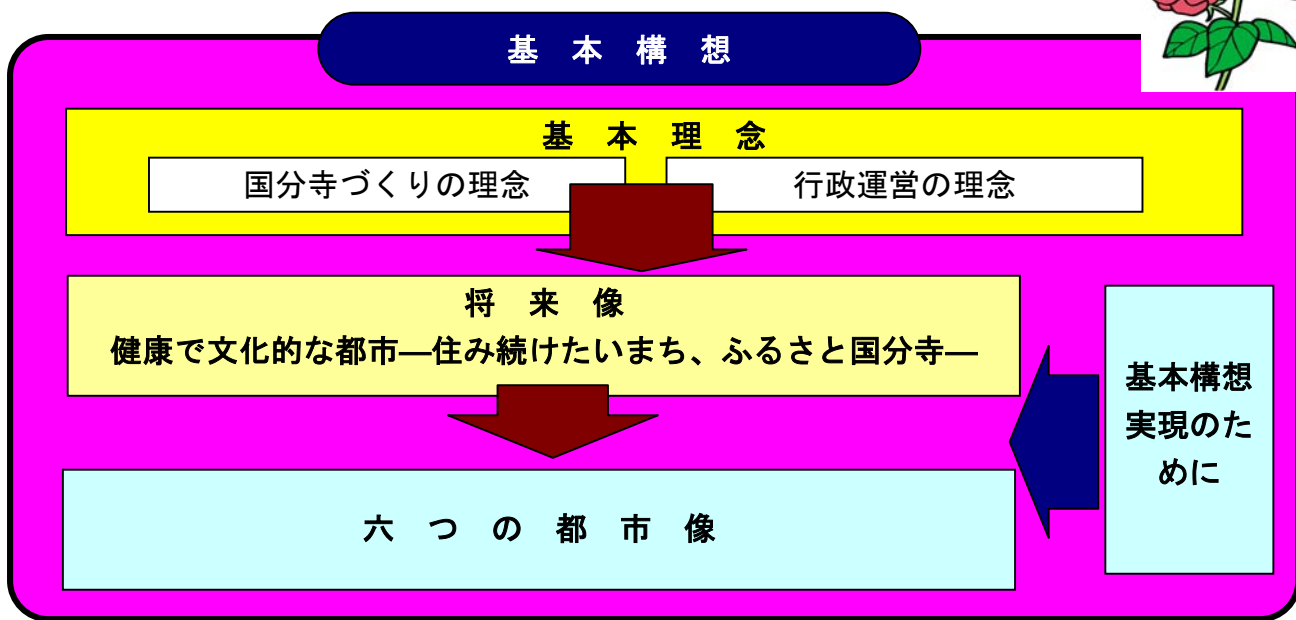 基本構想
基本理念
国分寺づくりの理念
行政運営の理念
将来像
健康で文化的な都市―住み続けたいまち、ふるさと国分寺―
六つの都市像
基本構想
実現のた
めに